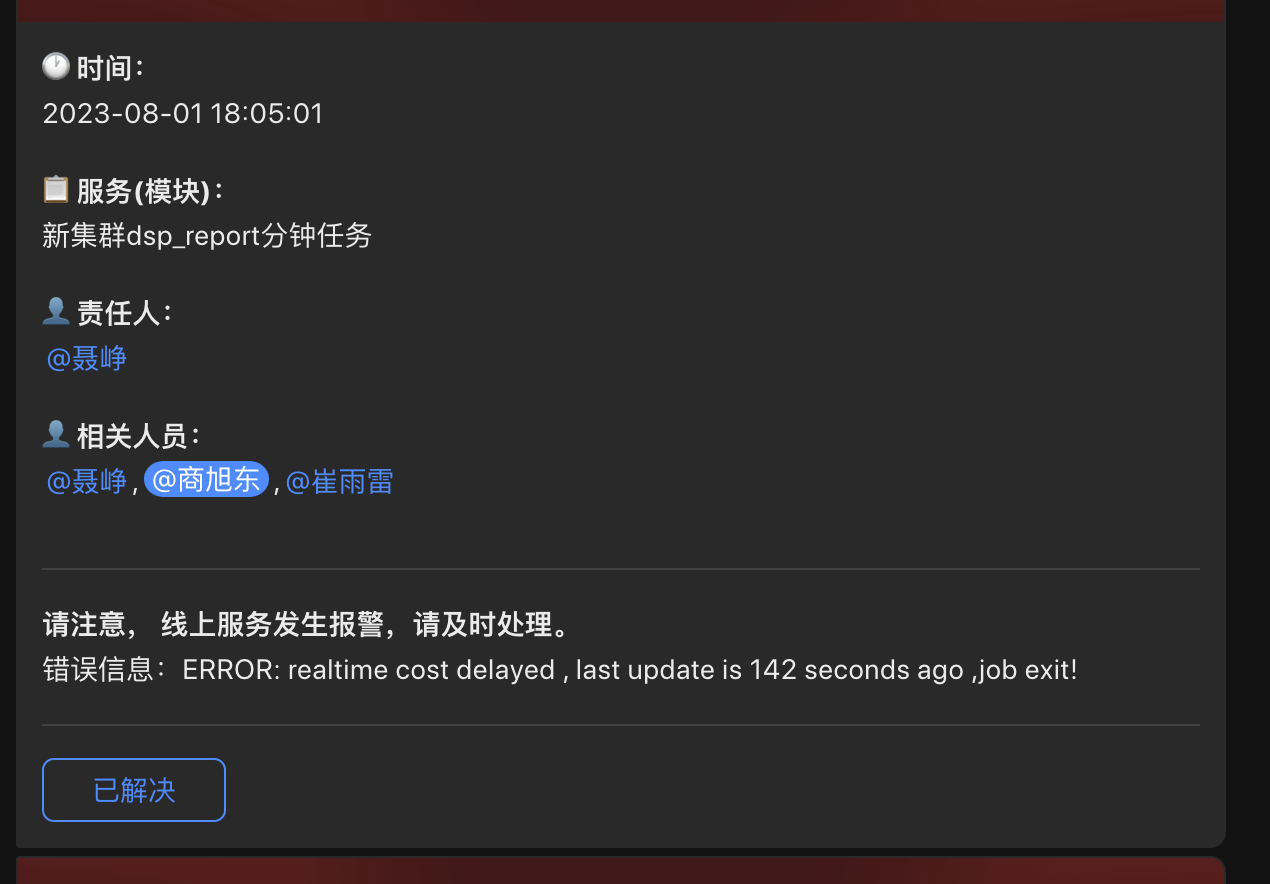 时间：
2023-08-01 18:05:01
服务(模块)：
新集群dsp_report分钟任务
责任人：
@聂峥
相关人员：
@聂峥 , @商旭东 , @崔雨雷
请注意， 线上服务发生报警，请及时处理。
错误信息：ERROR: realtime cost delayed , last update is 142 seconds ago ,job exit!
已解决